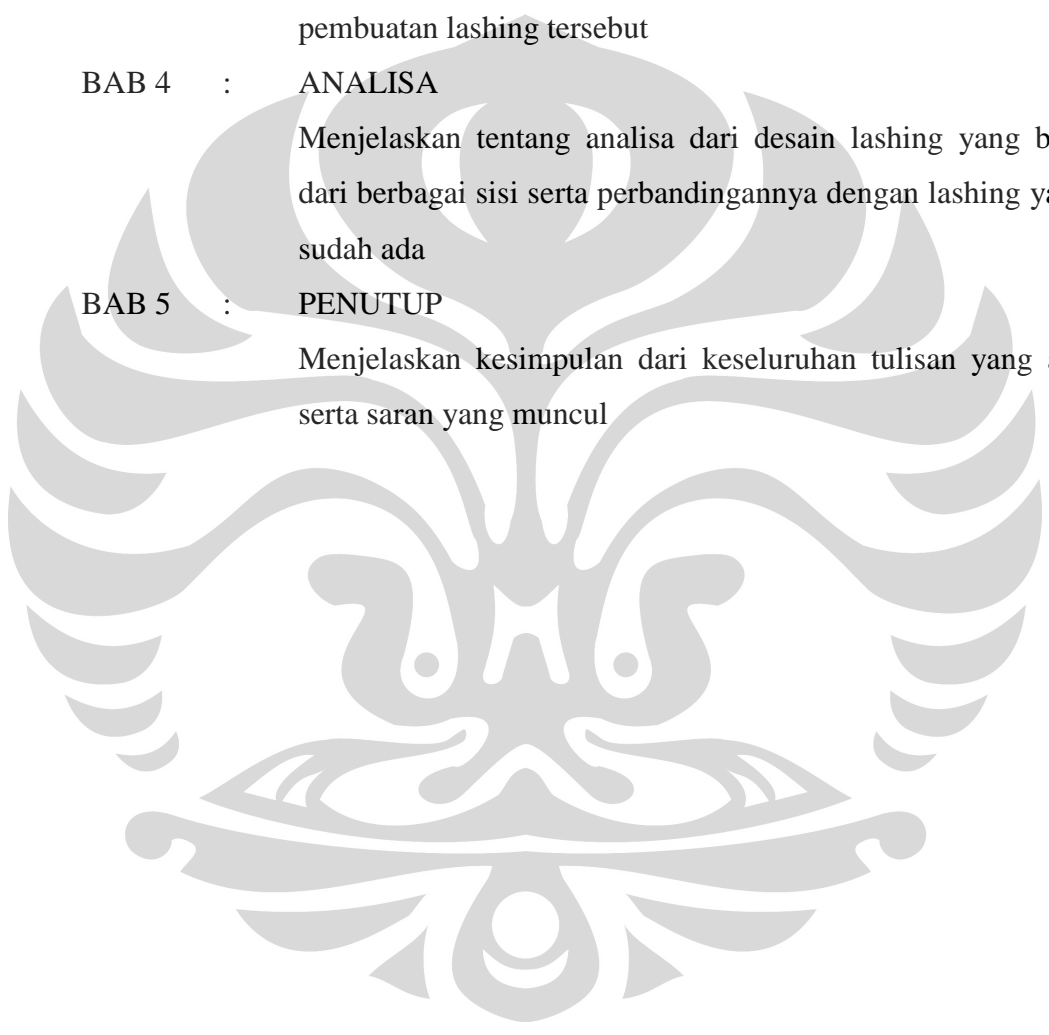 pembuatan lashing tersebut
BAB 4 : ANALISA
Menjelaskan tentang analisa dari desain lashing yang
dari berbagai sisi serta perbandingannya dengan lashing
sudah ada
BAB 5 : PENUTUP
Menjelaskan kesimpulan dari keseluruhan tulisan yang
serta saran yang muncul